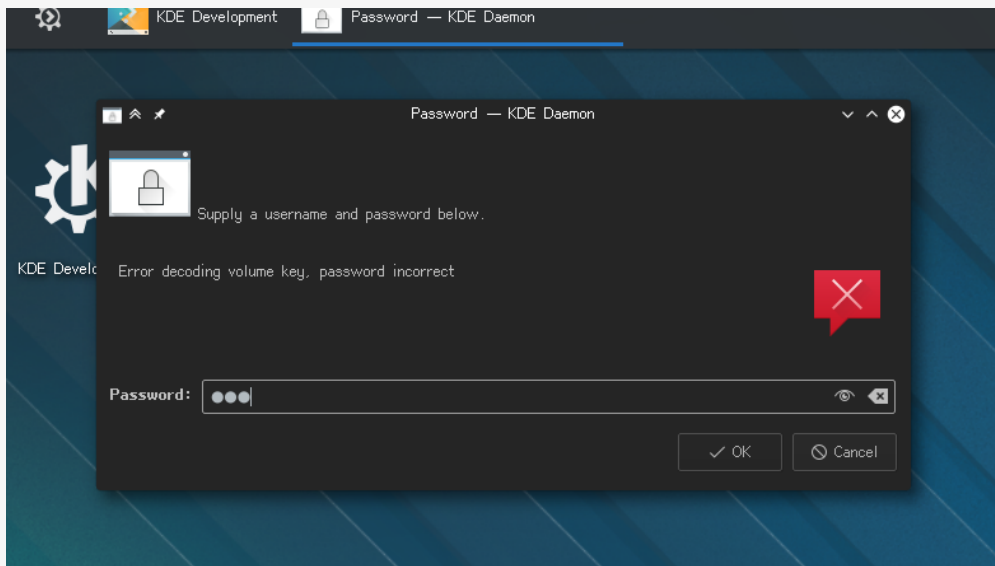 KDE Development
Password — KDE Daemon
Password — KDE Daemon
Supply a username and password below.
KDE Develo
Error decoding volume key, password incorrect
Password:
OK
Cancel